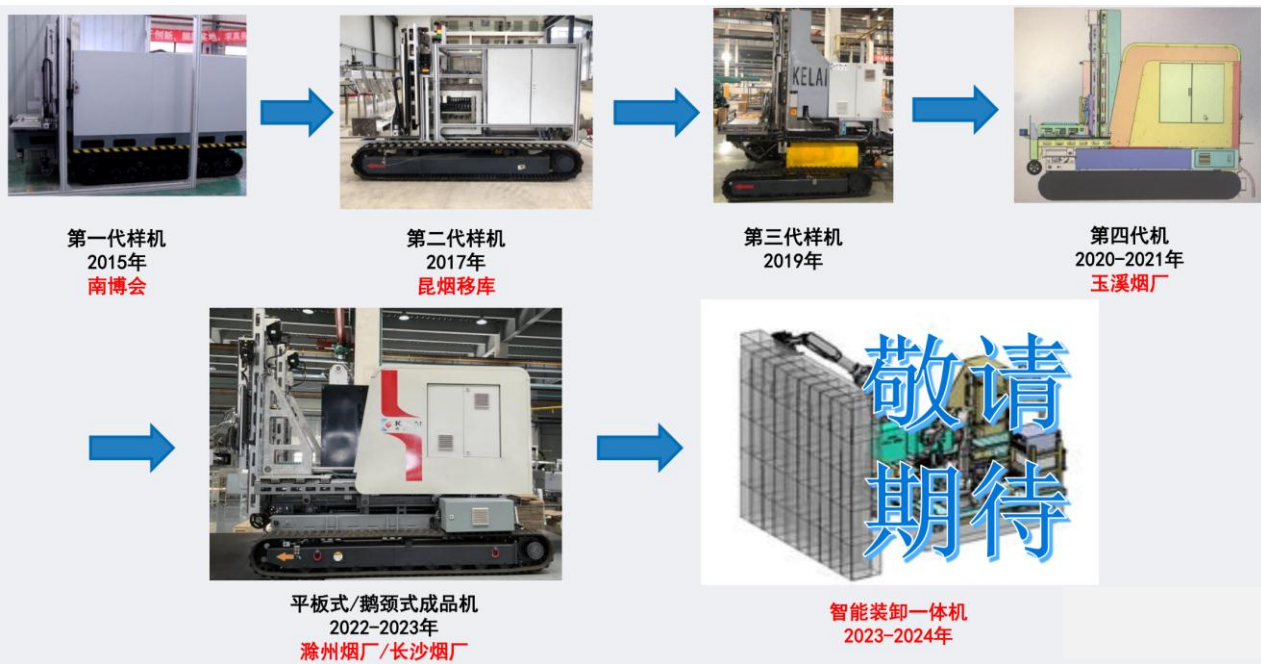 KELAI
第一代样机
2015年
南博会
第二代样机
2017年
昆烟移库
第三代样机
2019年
第四代机
2020-2021年
玉溪烟厂
敬请
期待
平板式/鹅颈式成品机
2022-2023年
滁州烟厂/长沙烟厂
智能装卸一体机
2023-2024年